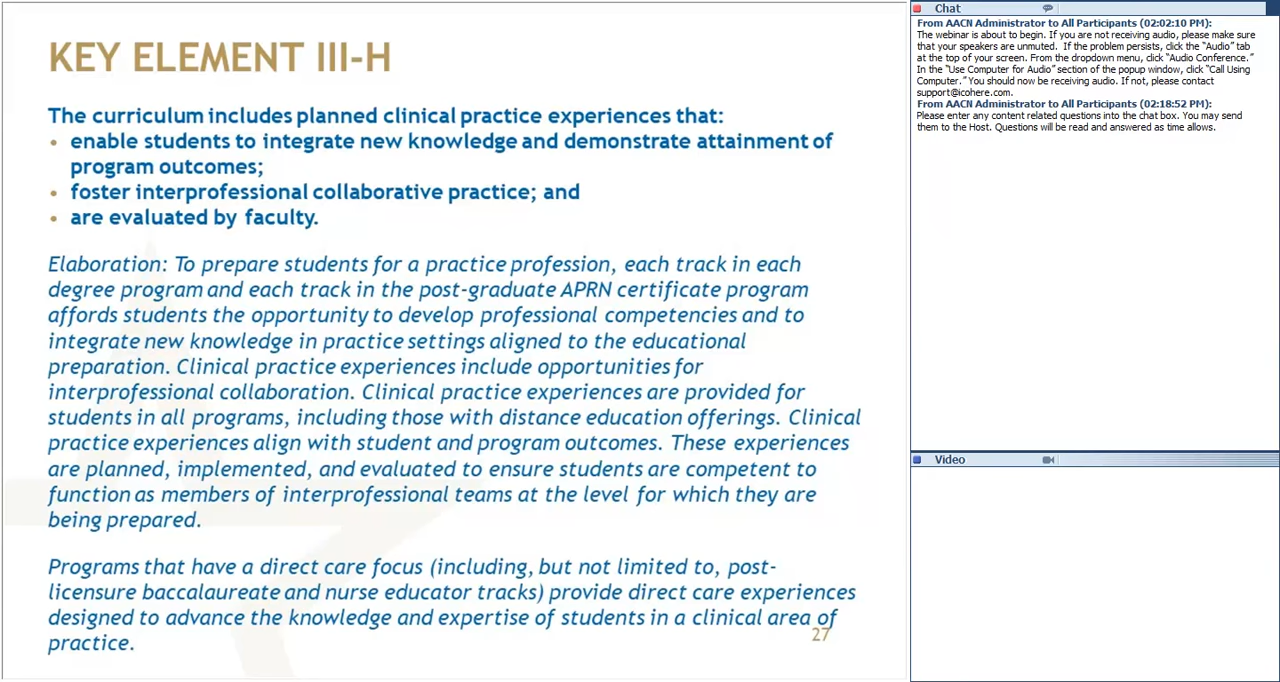 KEY ELEMENT III-H
The curriculum includes planned clinical practice experiences that:
• enable students to integrate new knowledge and demonstrate attainment of
program outcomes;
• foster interprofessional collaborative practice; and
• are evaluated by faculty.
Elaboration: To prepare students for a practice profession, each track in each
degree program and each track in the post-graduate APRN certificate program
affords students the opportunity to develop professional competencies and to
integrate new knowledge in practice settings aligned to the educational
preparation. Clinical practice experiences include opportunities for
interprofessional collaboration. Clinical practice experiences are provided for
students in all programs, including those with distance education offerings. Clinical
practice experiences align with student and program outcomes. These experiences
are planned, implemented, and evaluated to ensure students are competent to
function as members of interprofessional teams at the level for which they are
being prepared.
Programs that have a direct care focus (including, but not limited to, post-
licensure baccalaureate and nurse educator tracks) provide direct care experiences
designed to advance the knowledge and expertise of students in a clinical area of
practice.
27
Chat
From AACN Administrator to All Participants (02:02:10 PM):
The webinar is about to begin. If you are not receiving audio, please make sure
that your speakers are unmuted. If the problem persists, click the "Audio" tab
at the top of your screen. From the dropdown menu, click "Audio Conference."
In the "Use Computer for Audio" section of the popup window, click "Call Using
Computer." You should now be receiving audio. If not, please contact
support@icohere.com.
From AACN Administrator to All Participants (02:18:52 PM):
Please enter any content related questions into the chat box. You may send
them to the Host. Questions will be read and answered as time allows.
Video